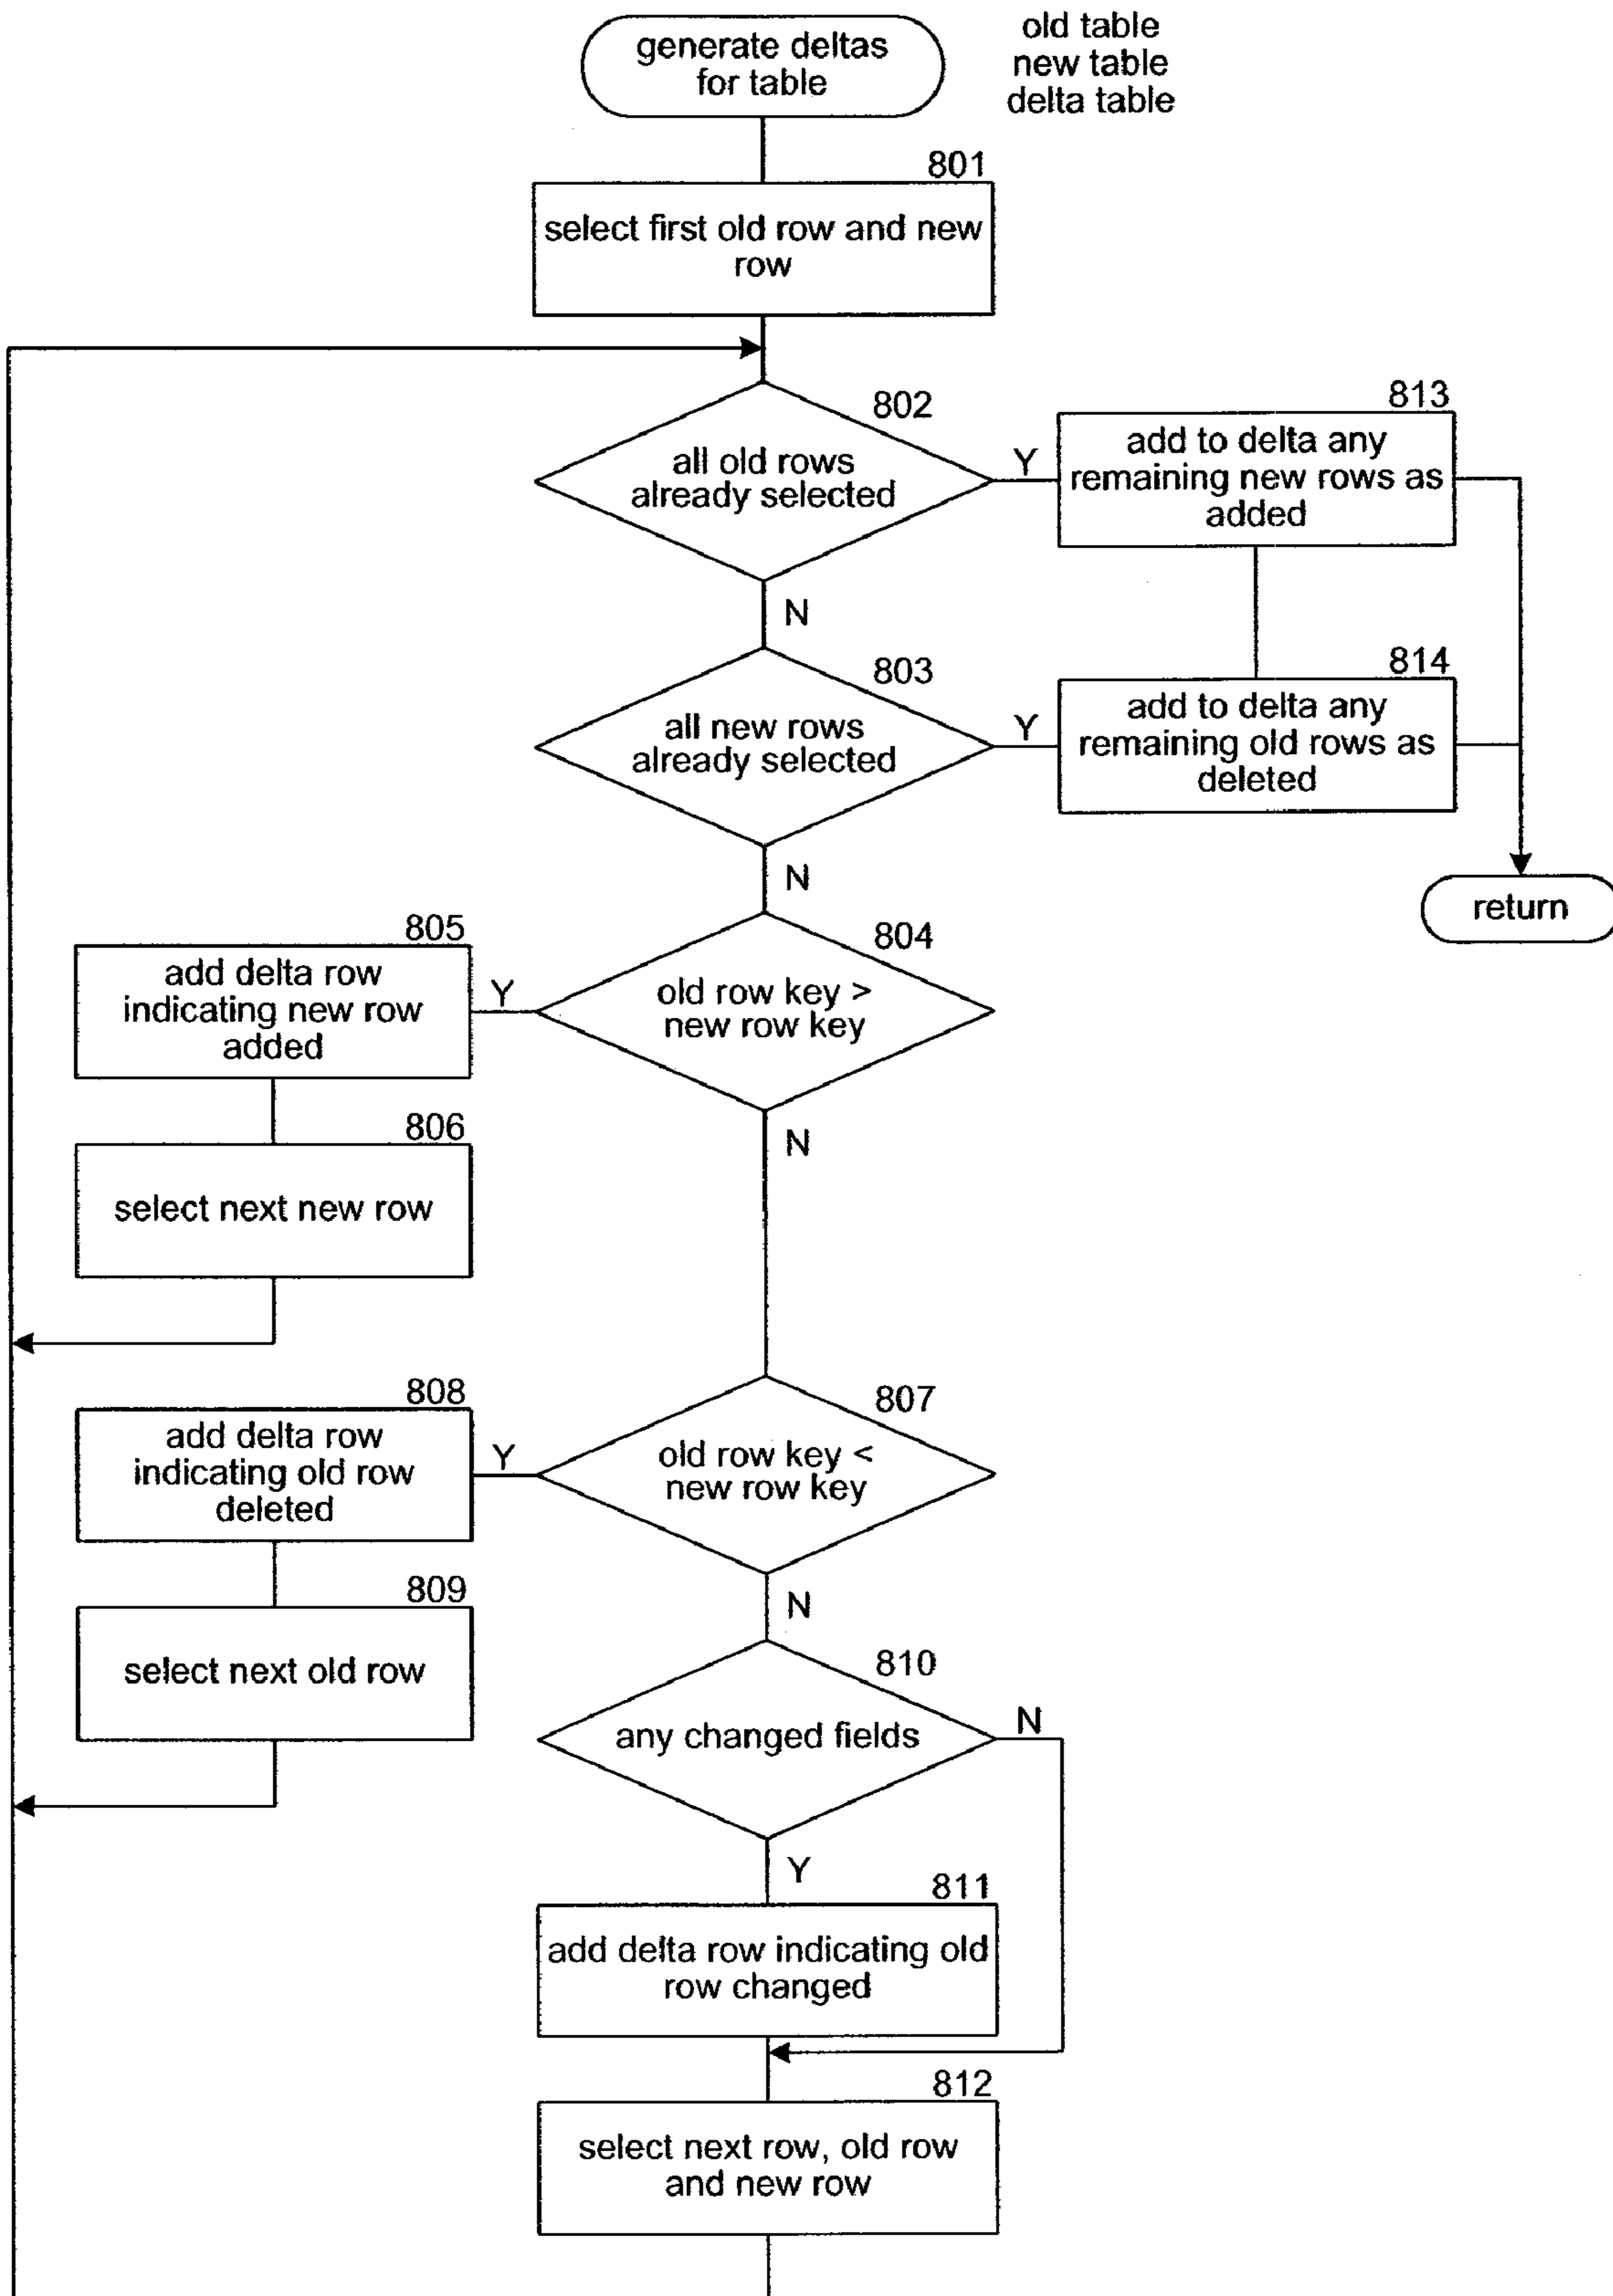 generate deltas
for table
old table
new table
delta table
801
select first old row and new
row
802
all old rows
already selected
Y
N
813
add to delta any
remaining new rows as
added
803
all new rows
already selected
Y
N
814
add to delta any
remaining old rows as
deleted
return
804
old row key >
new row key
Y
N
805
add delta row
indicating new row
added
806
select next new row
807
old row key <
new row key
Y
N
808
add delta row
indicating old row
deleted
809
select next old row
810
any changed fields
N
Y
811
add delta row indicating old
row changed
812
select next row, old row
and new row